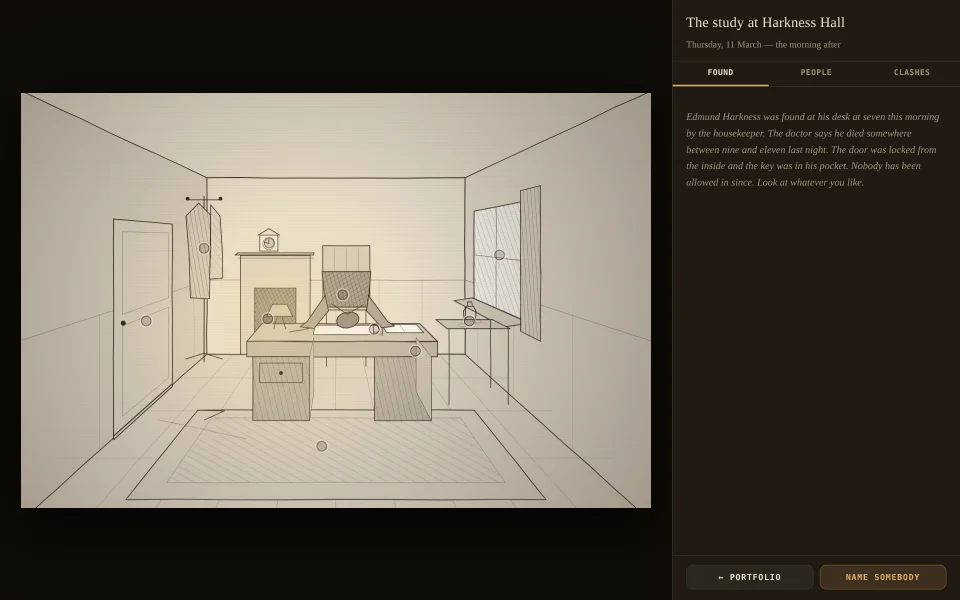 The study at Harkness Hall
Thursday, 11 March — the morning after
FOUND
PEOPLE
CLASHES
Edmund Harkness was found at his desk at seven this morning
by the housekeeper. The doctor says he died somewhere
between nine and eleven last night. The door was locked from
the inside and the key was in his pocket. Nobody has been
allowed in since. Look at whatever you like.
← PORTFOLIO
NAME SOMEBODY